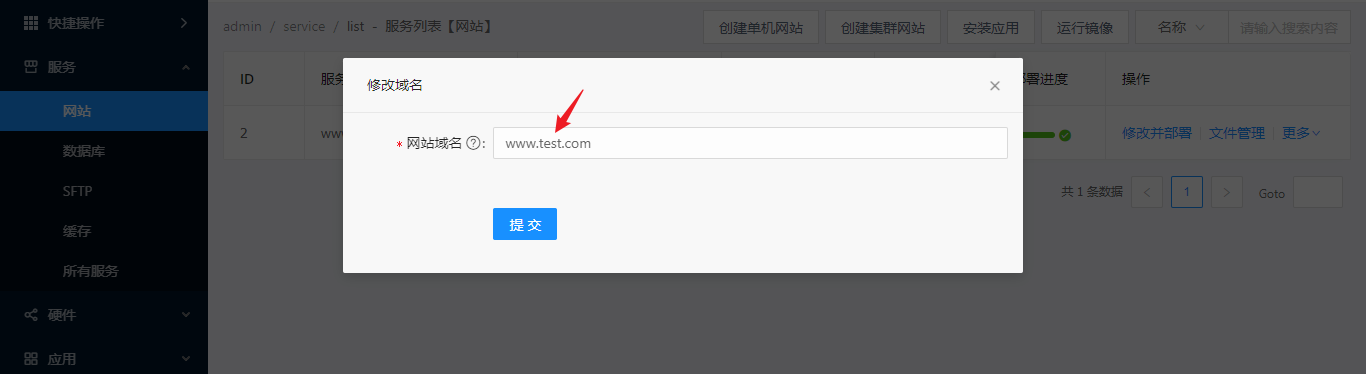 快捷操作
服务
网站
数据库
SFTP
缓存
所有服务
硬件
应用
admin / service / list - 服务列表【网站】
创建单机网站 创建集群网站 安装应用 运行镜像 名称 请输入搜索内容
ID 服务 署进度 操作
2 www 修改并部署 文件管理 更多
共 1 条数据 < 1 > Goto
修改域名
* 网站域名 ? :
www.test.com
提 交